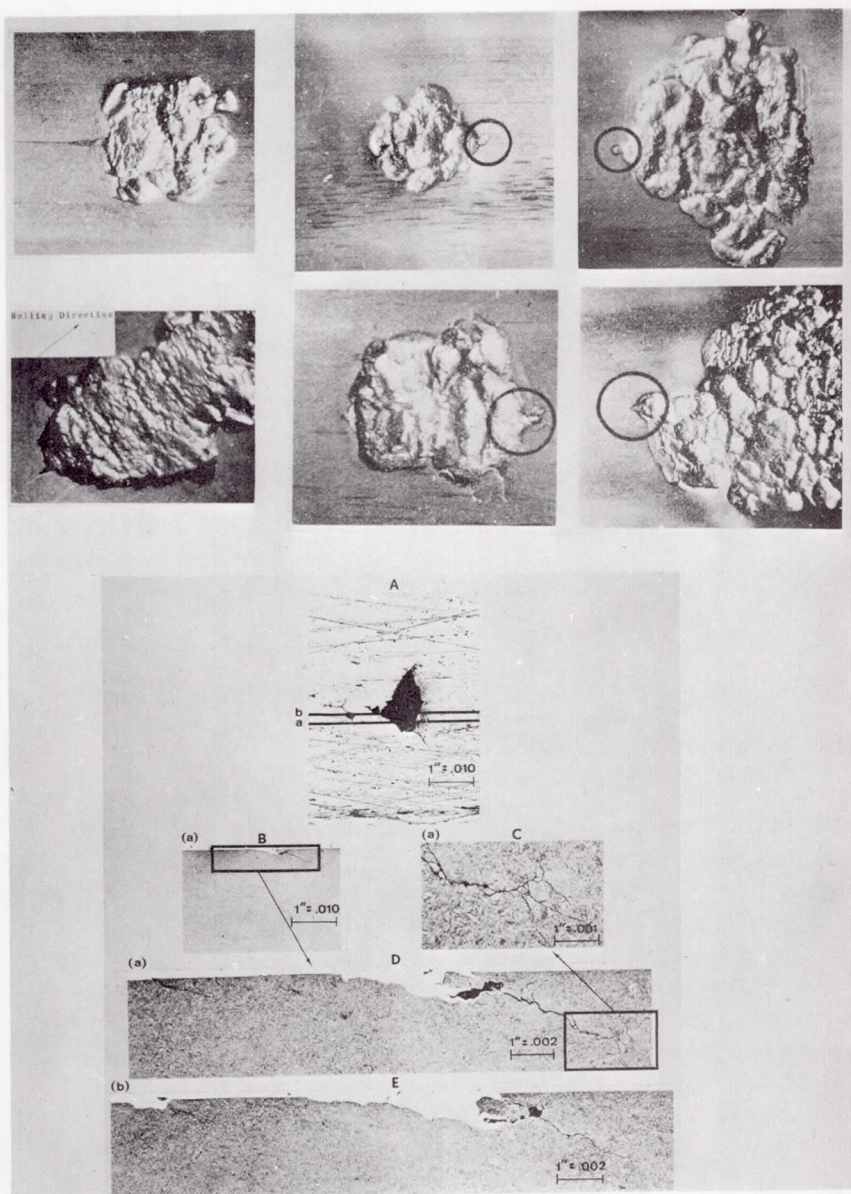 Rolling Direction
A
b
a
1"=.010
(a) B
(a) C
1"=.010
1"=.001
(a) D
1"=.002
(b) E
1"=.002